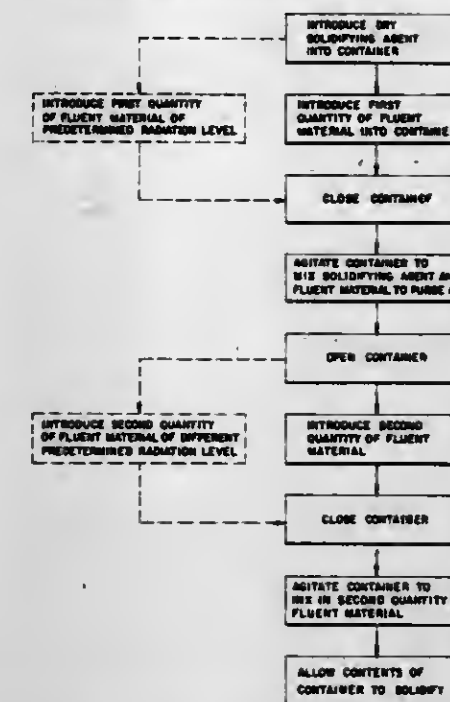 INTRODUCE DRY
SOLIDIFYING AGENT
INTO CONTAINER
INTRODUCE FIRST QUANTITY
OF FLUENT MATERIAL OF
PREDETERMINED RADIATION LEVEL
INTRODUCE FIRST
QUANTITY OF FLUENT
MATERIAL INTO CONTAINE
CLOSE CONTAINER
AGITATE CONTAINER TO
MIX SOLIDIFYING AGENT AN
FLUENT MATERIAL TO PURGE A
OPEN CONTAINER
INTRODUCE SECOND QUANTITY
OF FLUENT MATERIAL OF DIFFERENT
PREDETERMINED RADIATION LEVEL
INTRODUCE SECOND
QUANTITY OF FLUENT
MATERIAL
CLOSE CONTAINER
AGITATE CONTAINER TO
MIX IN SECOND QUANTITY
FLUENT MATERIAL
ALLOW CONTENTS OF
CONTAINER TO SOLIDIFY